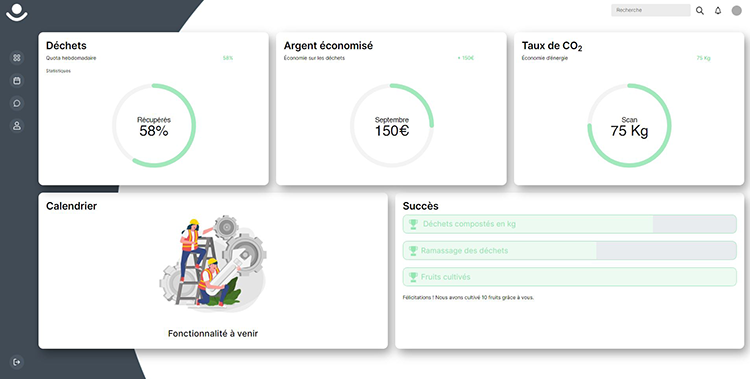 Recherche
Déchets
Quota hebdomadaire 58%
Statistiques
Récupérés
58%
Argent économisé
Économie sur les déchets + 150€
Septembre
150€
Taux de CO2
Économie d'énergie 75 Kg
Scan
75 Kg
Calendrier
Fonctionnalité à venir
Succès
Déchets compostés en kg
Ramassage des déchets
Fruits cultivés
Félicitations ! Nous avons cultivé 10 fruits grâce à vous.